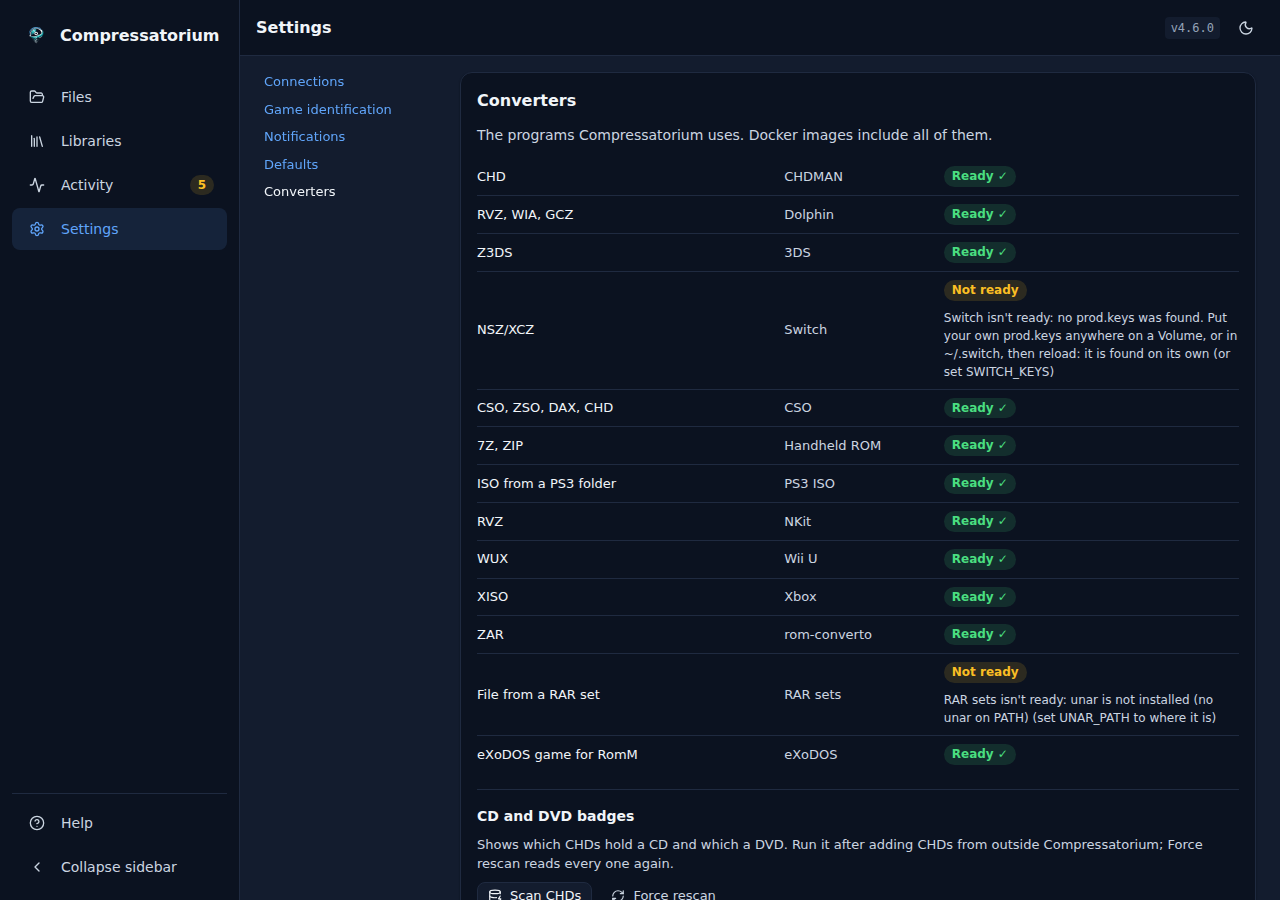 Compressatorium
Settings
v4.6.0
Files
Libraries
Activity
5
Settings
Help
Collapse sidebar
Connections
Game identification
Notifications
Defaults
Converters
Converters
The programs Compressatorium uses. Docker images include all of them.
CHD CHDMAN Ready ✓
RVZ, WIA, GCZ Dolphin Ready ✓
Z3DS 3DS Ready ✓
NSZ/XCZ Switch Not ready
Switch isn't ready: no prod.keys was found. Put
your own prod.keys anywhere on a Volume, or in
~/.switch, then reload: it is found on its own (or
set SWITCH_KEYS)
CSO, ZSO, DAX, CHD CSO Ready ✓
7Z, ZIP Handheld ROM Ready ✓
ISO from a PS3 folder PS3 ISO Ready ✓
RVZ NKit Ready ✓
WUX Wii U Ready ✓
XISO Xbox Ready ✓
ZAR rom-converto Ready ✓
File from a RAR set RAR sets Not ready
RAR sets isn't ready: unar is not installed (no
unar on PATH) (set UNAR_PATH to where it is)
eXoDOS game for RomM eXoDOS Ready ✓
CD and DVD badges
Shows which CHDs hold a CD and which a DVD. Run it after adding CHDs from outside Compressatorium; Force
rescan reads every one again.
Scan CHDs Force rescan